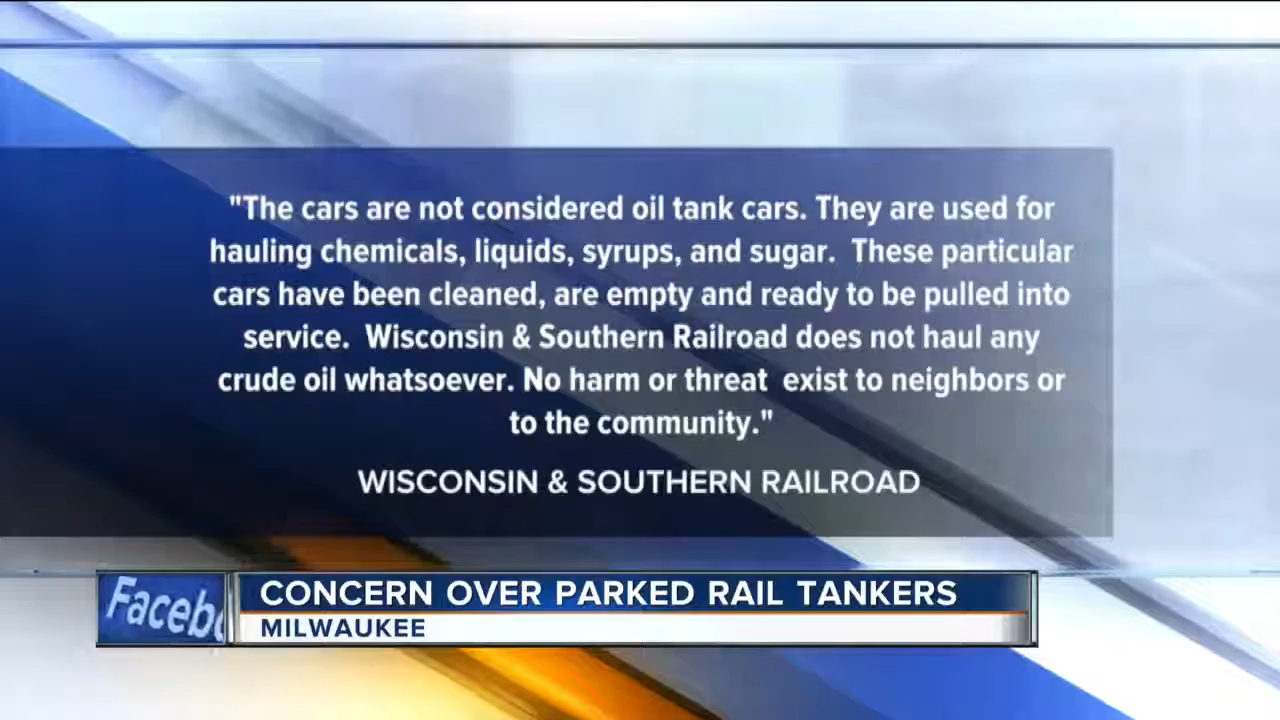 "The cars are not considered oil tank cars. They are used for
hauling chemicals, liquids, syrups, and sugar.  These particular
cars have been cleaned, are empty and ready to be pulled into
service.  Wisconsin & Southern Railroad does not haul any
crude oil whatsoever. No harm or threat  exist to neighbors or
to the community."
WISCONSIN & SOUTHERN RAILROAD
CONCERN OVER PARKED RAIL TANKERS
MILWAUKEE